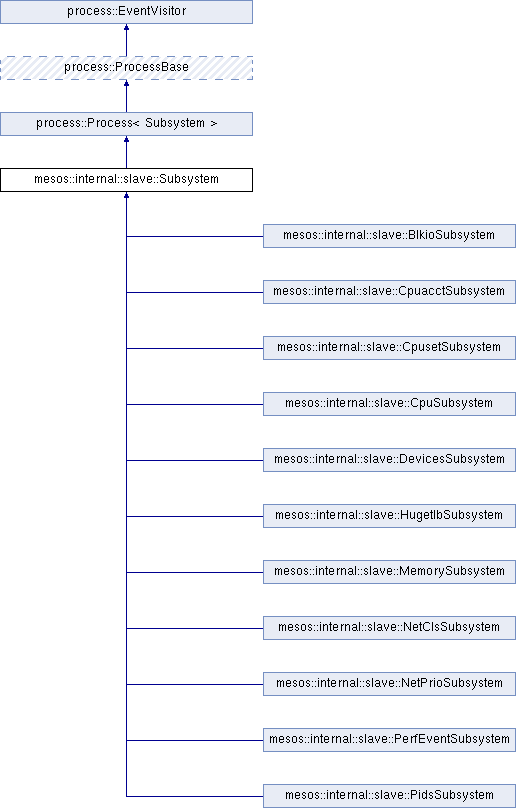 process::EventVisitor
process::ProcessBase
process::Process< Subsystem >
mesos::internal::slave::Subsystem
mesos::internal::slave::BlkioSubsystem
mesos::internal::slave::CpuacctSubsystem
mesos::internal::slave::CpusetSubsystem
mesos::internal::slave::CpuSubsystem
mesos::internal::slave::DevicesSubsystem
mesos::internal::slave::HugetlbSubsystem
mesos::internal::slave::MemorySubsystem
mesos::internal::slave::NetClsSubsystem
mesos::internal::slave::NetPrioSubsystem
mesos::internal::slave::PerfEventSubsystem
mesos::internal::slave::PidsSubsystem